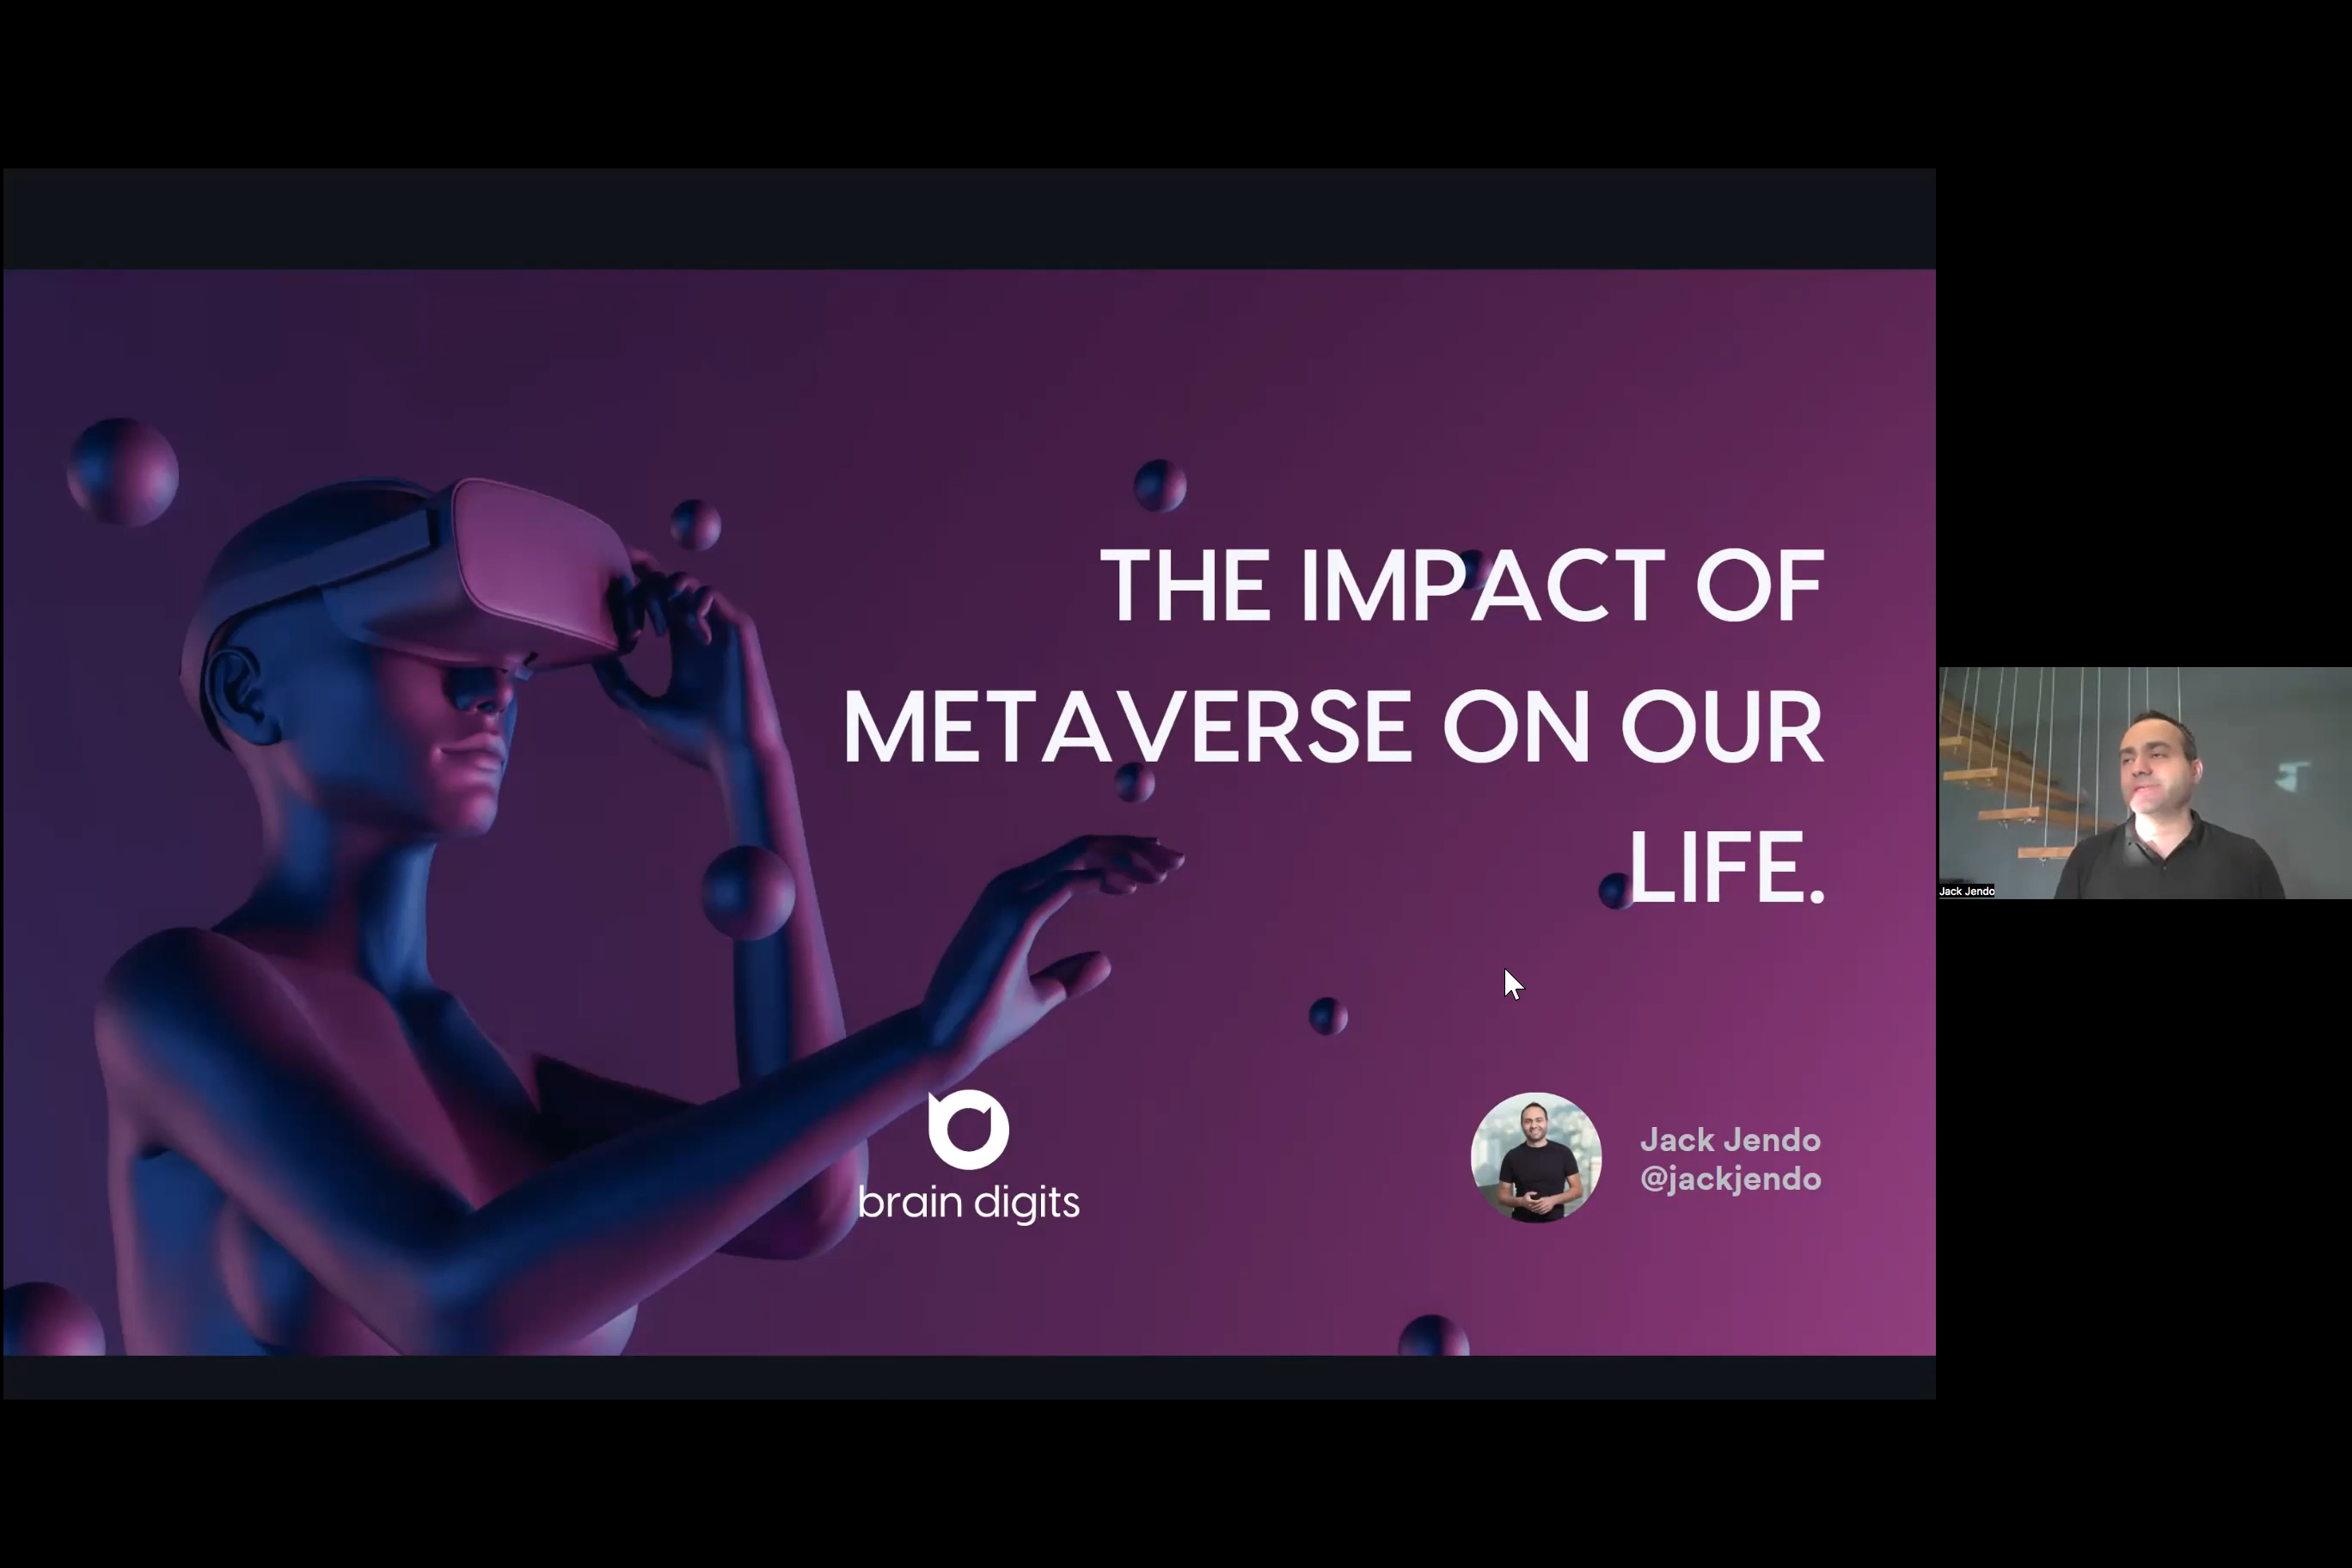 THE IMPACT OF
METAVERSE ON OUR
LIFE.
brain digits
Jack Jendo
@jackjendo
Jack Jendo